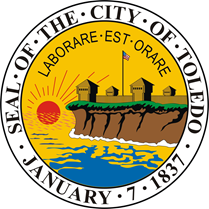 SEAL·OF·THE·CITY·OF·TOLEDO
LABORARE·EST·ORARE
·JANUARY·7·1837·